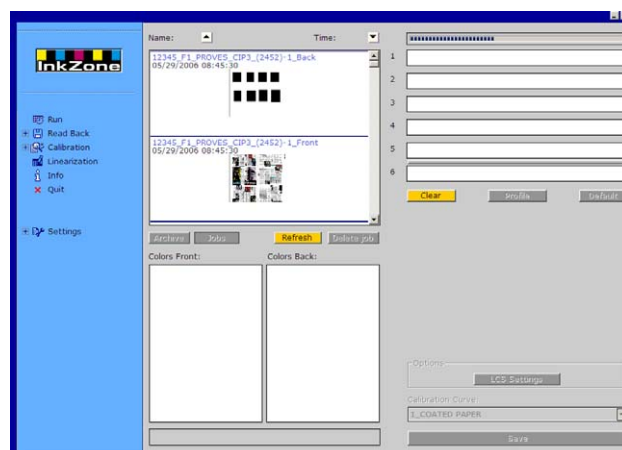 InkZone
Run
Read Back
Calibration
Linearization
Info
Quit
Settings
Name:
Time:
12345_F1_PROVES_CIP3_(2452)-1_Back
05/29/2006 08:45:30
12345_F1_PROVES_CIP3_(2452)-1_Front
05/29/2006 08:45:30
Archive
Jobs
Refresh
Delete job
Colors Front:
Colors Back:
1
2
3
4
5
6
Clear
Profile
Default
Options
LCS Settings
Calibration Curve
1_COATED PAPER
Save